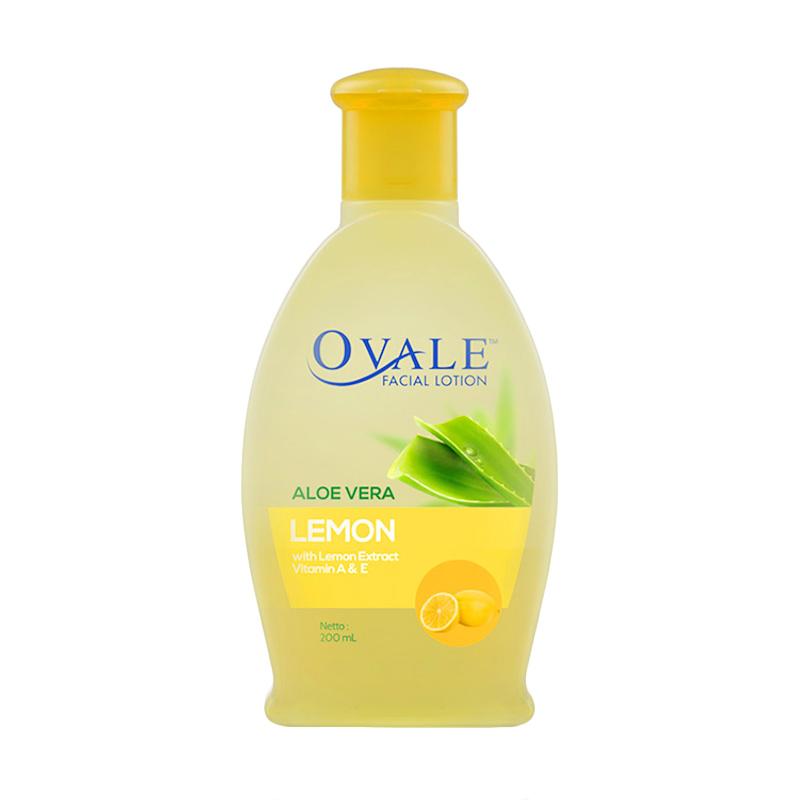 OVALE™
FACIAL LOTION
ALOE VERA
LEMON
with Lemon Extract
Vitamin A & E
Netto :
200 mL